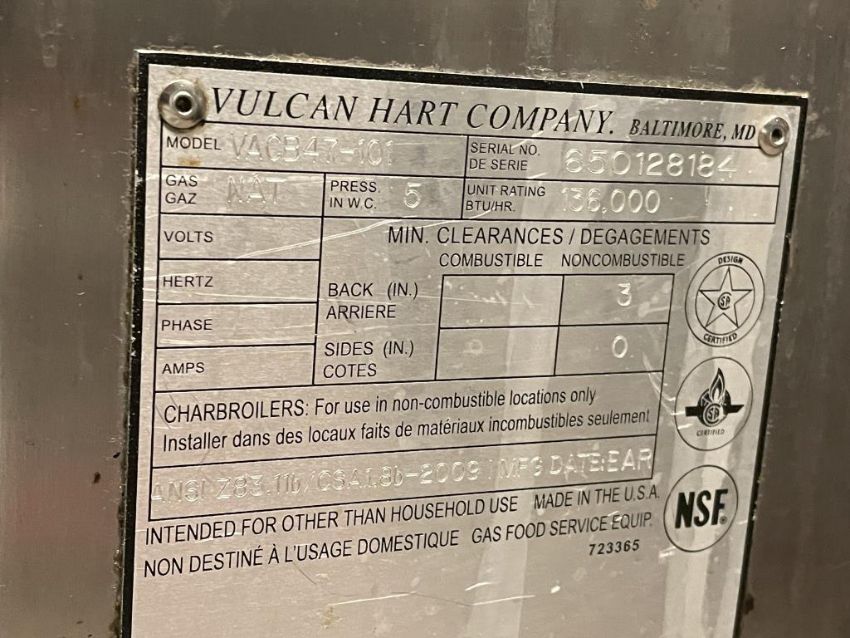 VULCAN HART COMPANY. BALTIMORE, MD
MODEL VACB47-101 SERIAL NO. DE SERIE 650128184
GAS GAZ NAT PRESS. IN W.C. 5 UNIT RATING BTU/HR. 136,000
VOLTS
HERTZ
PHASE
AMPS
MIN. CLEARANCES / DEGAGEMENTS
COMBUSTIBLE NONCOMBUSTIBLE
BACK (IN.) ARRIERE 3
SIDES (IN.) COTES 0
DESIGN
CERTIFIED
CERTIFIED
CHARBROILERS: For use in non-combustible locations only
Installer dans des locaux faits de matériaux incombustibles seulement
ANSI Z83.11b/CSA1.8b-2009 MFG DATE:EAR
INTENDED FOR OTHER THAN HOUSEHOLD USE MADE IN THE U.S.A.
NON DESTINÉ À L'USAGE DOMESTIQUE GAS FOOD SERVICE EQUIP.
723365
NSF.